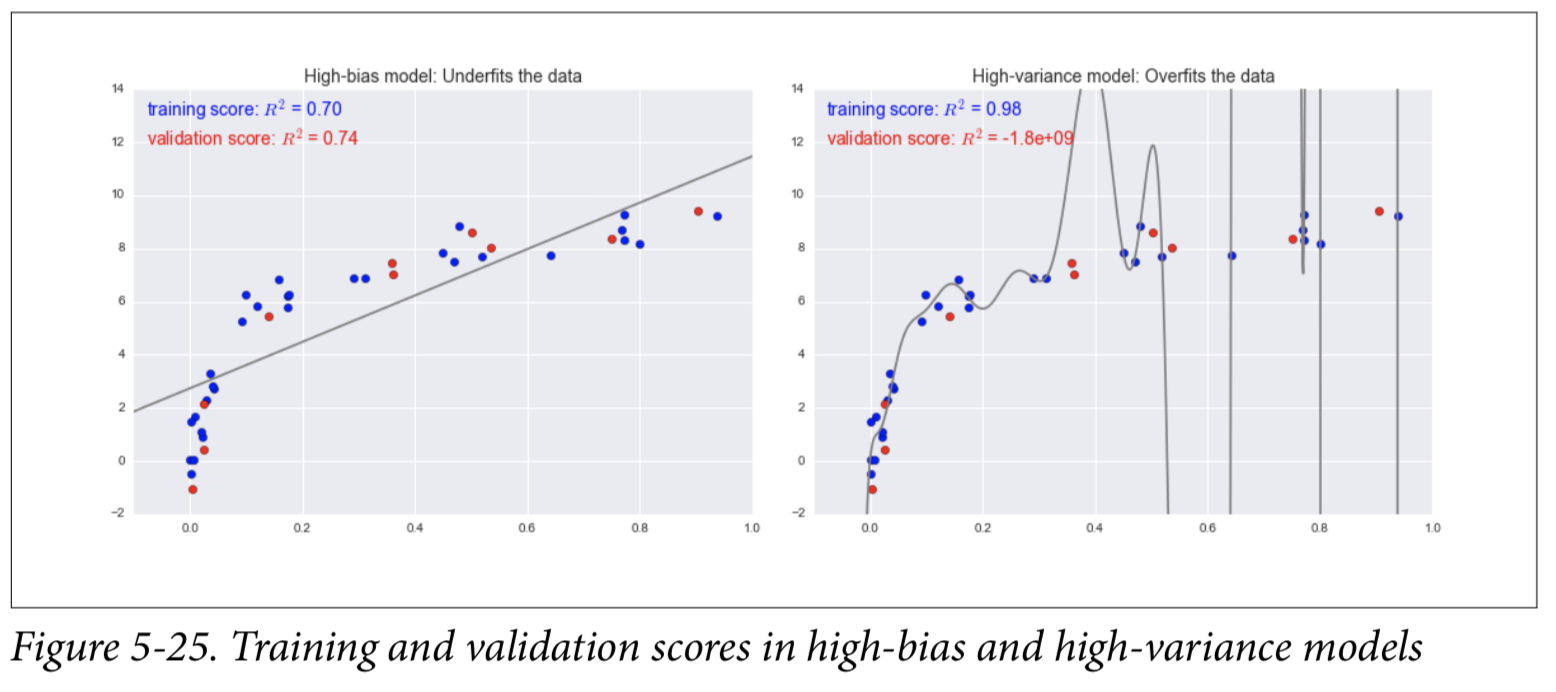 High-bias model: Underfits the data
training score: R² = 0.70
validation score: R² = 0.74
14
12
10
8
6
4
2
0
−2
0.0 0.2 0.4 0.6 0.8 1.0
High-variance model: Overfits the data
training score: R² = 0.98
validation score: R² = -1.8e+09
14
12
10
8
6
4
2
0
−2
0.0 0.2 0.4 0.6 0.8 1.0
Figure 5-25. Training and validation scores in high-bias and high-variance models